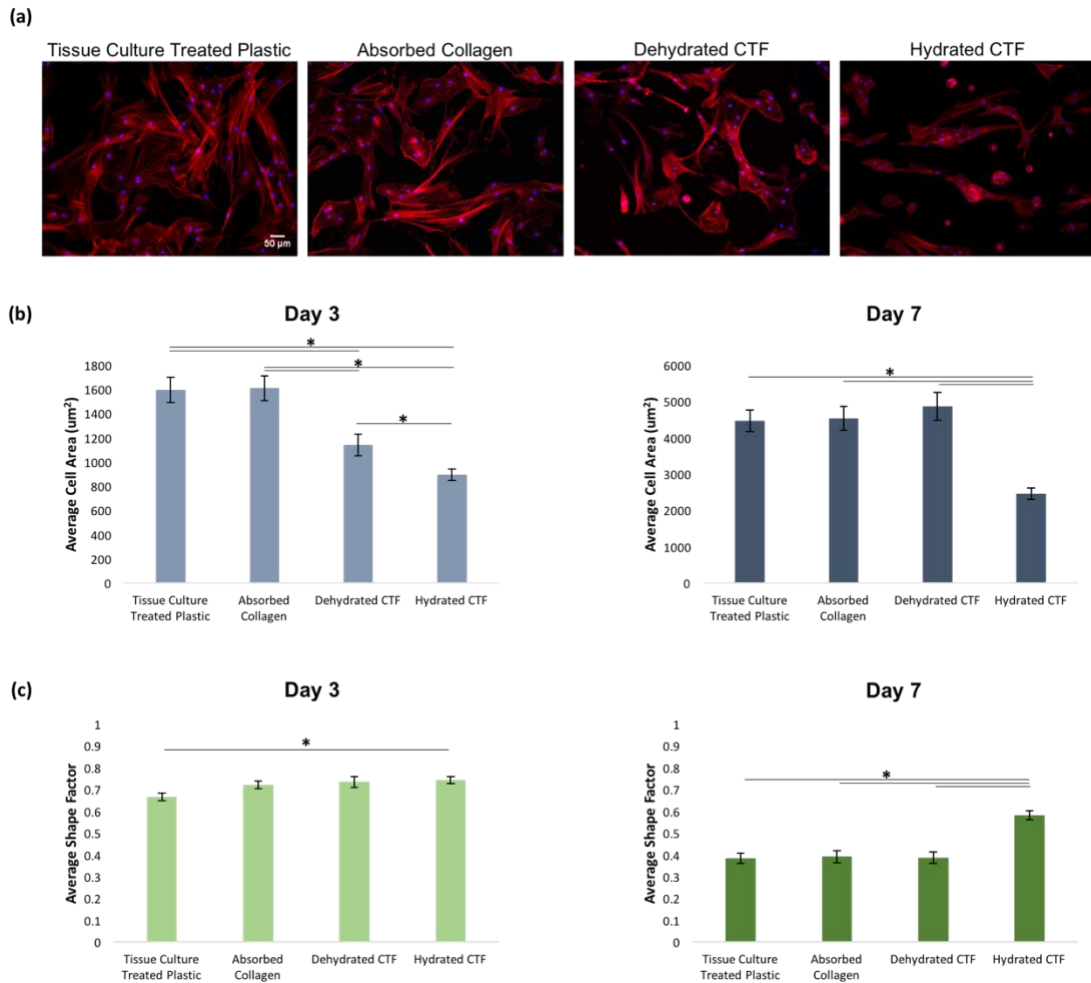 (a)
Tissue Culture Treated Plastic
Absorbed Collagen
Dehydrated CTF
Hydrated CTF
50 µm
(b)
Day 3
Average Cell Area (um²)
1800
1600
1400
1200
1000
800
600
400
200
0
*
*
*
Tissue Culture
Treated Plastic
Absorbed
Collagen
Dehydrated CTF
Hydrated CTF
Day 7
Average Cell Area (um²)
6000
5000
4000
3000
2000
1000
0
*
Tissue Culture
Treated Plastic
Absorbed
Collagen
Dehydrated CTF
Hydrated CTF
(c)
Day 3
Average Shape Factor
1
0.9
0.8
0.7
0.6
0.5
0.4
0.3
0.2
0.1
0
*
Tissue Culture
Treated Plastic
Absorbed
Collagen
Dehydrated CTF
Hydrated CTF
Day 7
Average Shape Factor
1
0.9
0.8
0.7
0.6
0.5
0.4
0.3
0.2
0.1
0
*
Tissue Culture
Treated Plastic
Absorbed
Collagen
Dehydrated CTF
Hydrated CTF